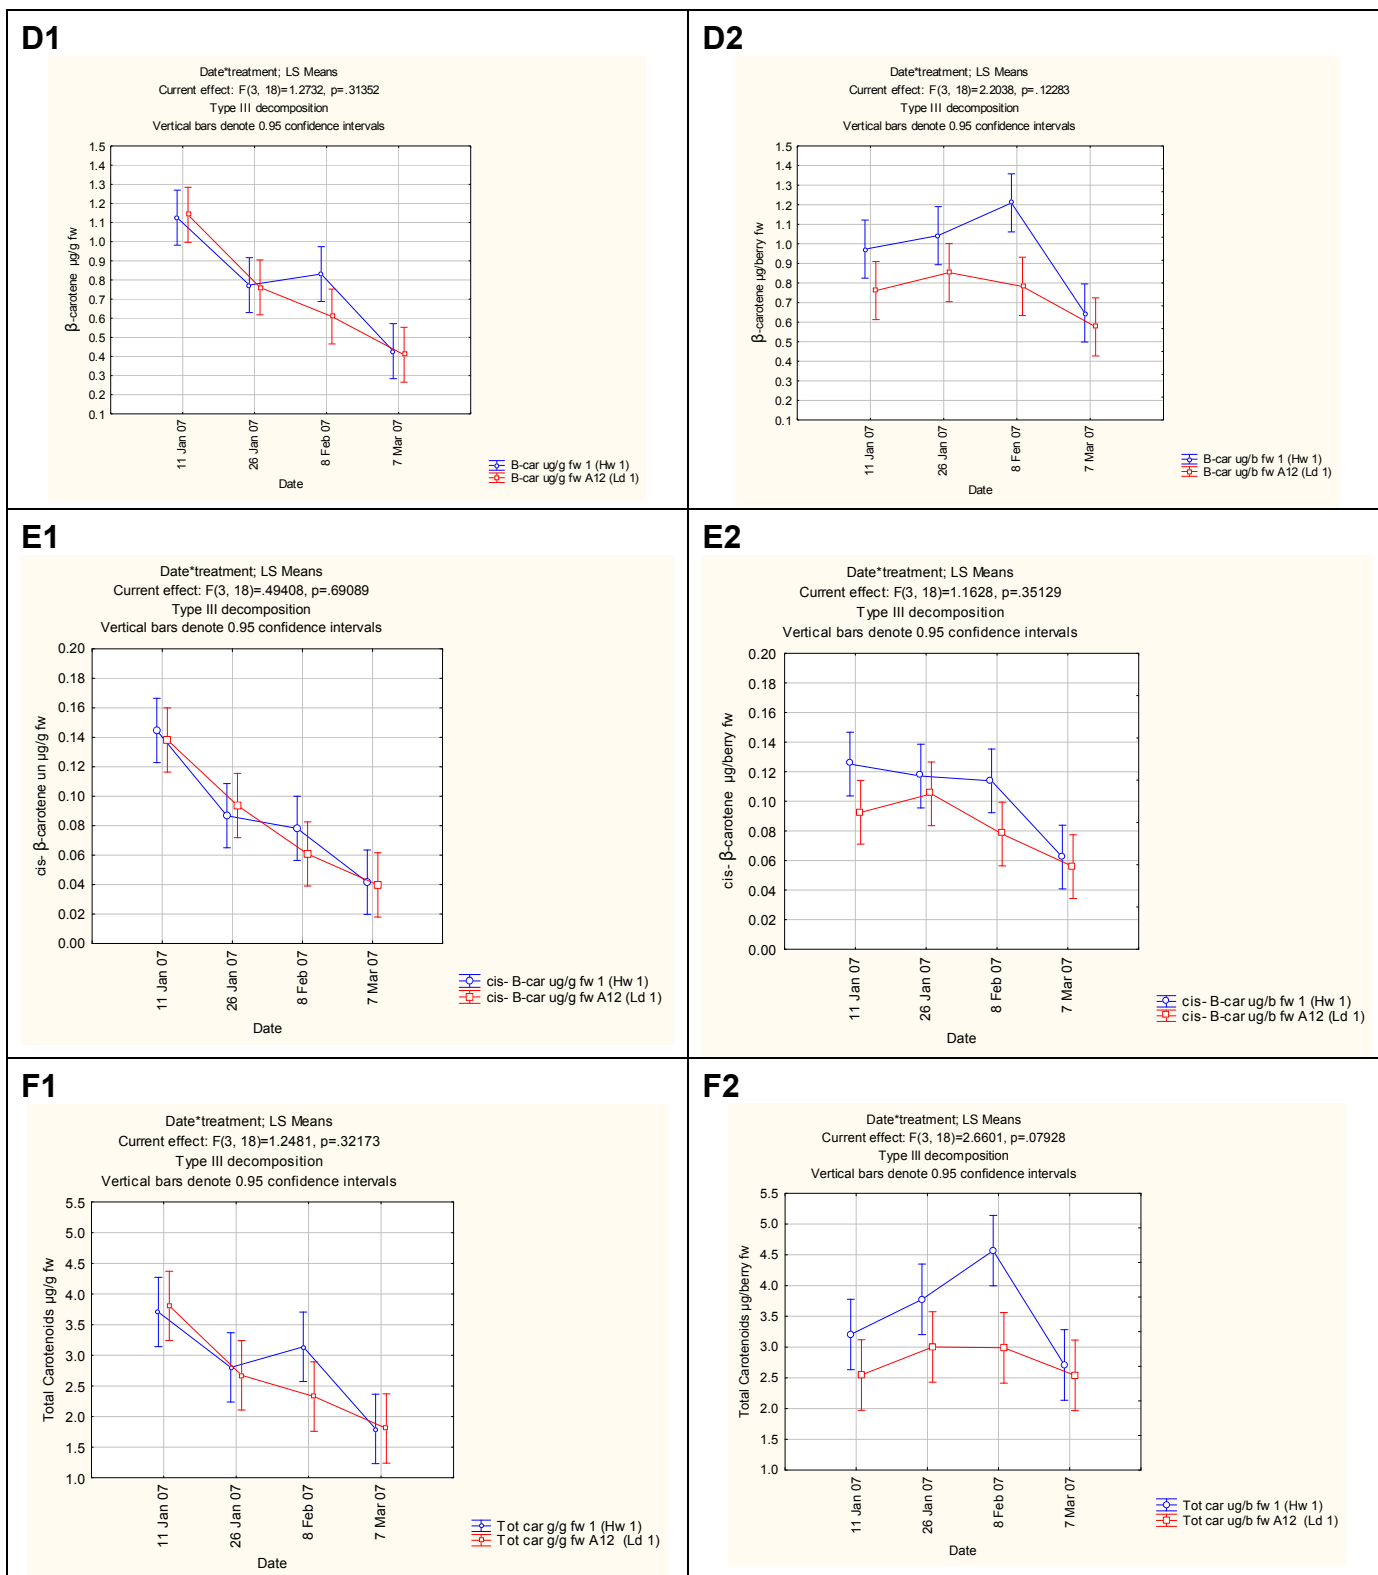 D1
Date*treatment; LS Means
Current effect: F(3, 18)=1.2732, p=.31352
Type III decomposition
Vertical bars denote 0.95 confidence intervals
β-carotene µg/g fw
1.5
1.4
1.3
1.2
1.1
1.0
0.9
0.8
0.7
0.6
0.5
0.4
0.3
0.2
0.1
11 Jan 07
26 Jan 07
8 Feb 07
7 Mar 07
Date
B-car ug/g fw 1 (Hw 1)
B-car ug/g fw A12 (Ld 1)
D2
Date*treatment; LS Means
Current effect: F(3, 18)=2.2038, p=.12283
Type III decomposition
Vertical bars denote 0.95 confidence intervals
β-carotene µg/berry fw
1.5
1.4
1.3
1.2
1.1
1.0
0.9
0.8
0.7
0.6
0.5
0.4
0.3
0.2
0.1
11 Jan 07
26 Jan 07
8 Fen 07
7 Mar 07
Date
B-car ug/b fw 1 (Hw 1)
B-car ug/b fw A12 (Ld 1)
E1
Date*treatment; LS Means
Current effect: F(3, 18)=.49408, p=.69089
Type III decomposition
Vertical bars denote 0.95 confidence intervals
cis- β-carotene un µg/g fw
0.20
0.18
0.16
0.14
0.12
0.10
0.08
0.06
0.04
0.02
0.00
11 Jan 07
26 Jan 07
8 Feb 07
7 Mar 07
Date
cis- B-car ug/g fw 1 (Hw 1)
cis- B-car ug/g fw A12 (Ld 1)
E2
Date*treatment; LS Means
Current effect: F(3, 18)=1.1628, p=.35129
Type III decomposition
Vertical bars denote 0.95 confidence intervals
cis- β-carotene µg/berry fw
0.20
0.18
0.16
0.14
0.12
0.10
0.08
0.06
0.04
0.02
0.00
11 Jan 07
26 Jan 07
8 Feb 07
7 Mar 07
Date
cis- B-car ug/b fw 1 (Hw 1)
cis- B-car ug/b fw A12 (Ld 1)
F1
Date*treatment; LS Means
Current effect: F(3, 18)=1.2481, p=.32173
Type III decomposition
Vertical bars denote 0.95 confidence intervals
Total Carotenoids µg/g fw
5.5
5.0
4.5
4.0
3.5
3.0
2.5
2.0
1.5
1.0
11 Jan 07
26 Jan 07
8 Feb 07
7 Mar 07
Date
Tot car g/g fw 1 (Hw 1)
Tot car g/g fw A12 (Ld 1)
F2
Date*treatment; LS Means
Current effect: F(3, 18)=2.6601, p=.07928
Type III decomposition
Vertical bars denote 0.95 confidence intervals
Total Carotenoids µg/berry fw
5.5
5.0
4.5
4.0
3.5
3.0
2.5
2.0
1.5
1.0
11 Jan 07
26 Jan 07
8 Feb 07
7 Mar 07
Date
Tot car ug/b fw 1 (Hw 1)
Tot car ug/b fw A12 (Ld 1)